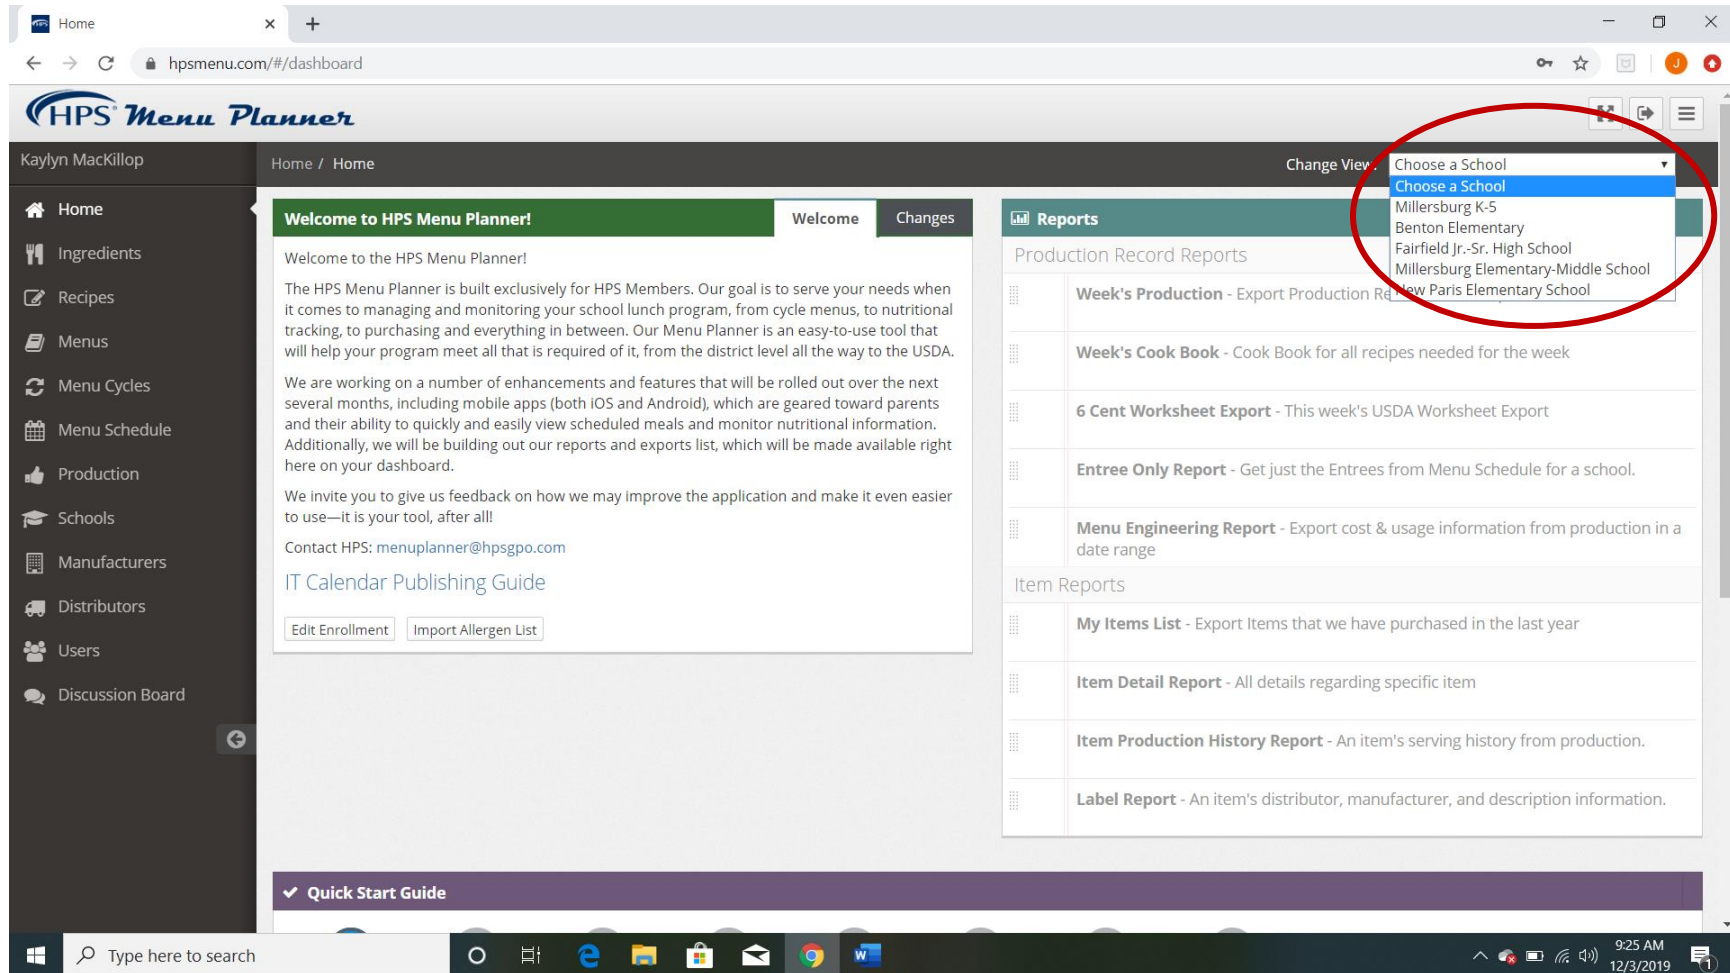 Home
hpsmenu.com/#/dashboard
J
HPS Menu Planner
Kaylyn MacKillop
Home / Home
Change View:
Choose a School
Choose a School
Millersburg K-5
Benton Elementary
Fairfield Jr.-Sr. High School
Millersburg Elementary-Middle School
New Paris Elementary School
Home
Ingredients
Recipes
Menus
Menu Cycles
Menu Schedule
Production
Schools
Manufacturers
Distributors
Users
Discussion Board
Welcome to HPS Menu Planner!
Welcome
Changes
Welcome to the HPS Menu Planner!
The HPS Menu Planner is built exclusively for HPS Members. Our goal is to serve your needs when
it comes to managing and monitoring your school lunch program, from cycle menus, to nutritional
tracking, to purchasing and everything in between. Our Menu Planner is an easy-to-use tool that
will help your program meet all that is required of it, from the district level all the way to the USDA.
We are working on a number of enhancements and features that will be rolled out over the next
several months, including mobile apps (both iOS and Android), which are geared toward parents
and their ability to quickly and easily view scheduled meals and monitor nutritional information.
Additionally, we will be building out our reports and exports list, which will be made available right
here on your dashboard.
We invite you to give us feedback on how we may improve the application and make it even easier
to use—it is your tool, after all!
Contact HPS: menuplanner@hpsgpo.com
IT Calendar Publishing Guide
Edit Enrollment
Import Allergen List
Reports
Production Record Reports
Week's Production - Export Production Re
Week's Cook Book - Cook Book for all recipes needed for the week
6 Cent Worksheet Export - This week's USDA Worksheet Export
Entree Only Report - Get just the Entrees from Menu Schedule for a school.
Menu Engineering Report - Export cost & usage information from production in a
date range
Item Reports
My Items List - Export Items that we have purchased in the last year
Item Detail Report - All details regarding specific item
Item Production History Report - An item's serving history from production.
Label Report - An item's distributor, manufacturer, and description information.
Quick Start Guide
Type here to search
9:25 AM
12/3/2019
1